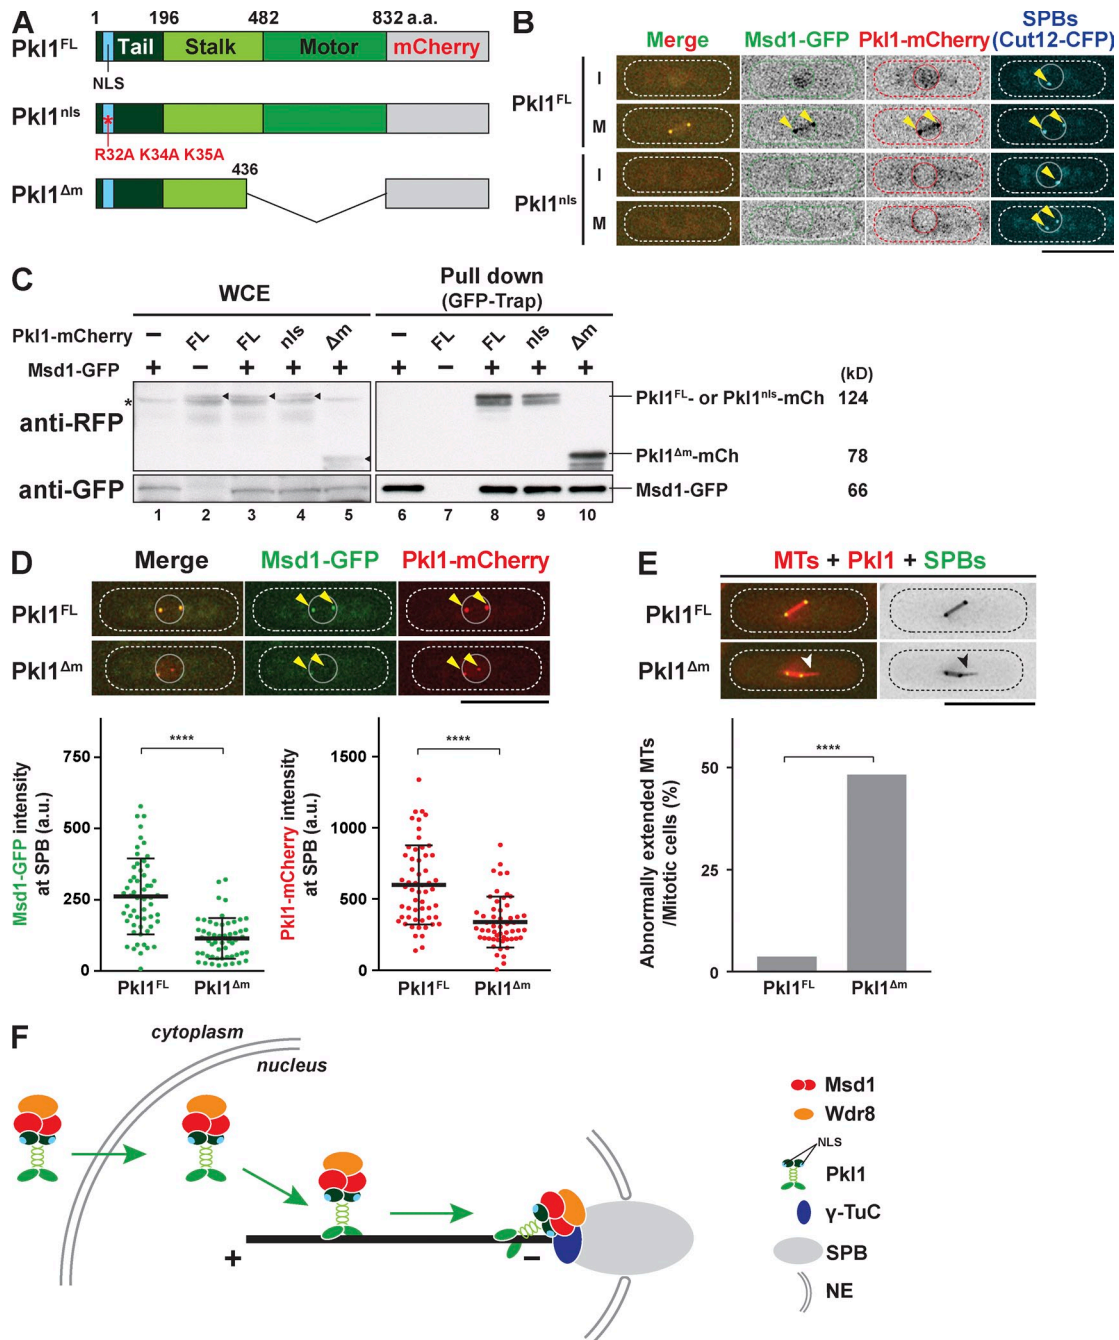 A
1 196 482 832 a.a.
Pkl1FL Tail Stalk Motor mCherry
NLS
Pkl1nls *
R32A K34A K35A
436
Pkl1Δm
B
SPBs
Merge Msd1-GFP Pkl1-mCherry (Cut12-CFP)
I
Pkl1FL
M
I
Pkl1nls
M
C
WCE
Pull down
(GFP-Trap)
Pkl1-mCherry – FL FL nls Δm – FL FL nls Δm
Msd1-GFP + – + + + + – + + +
(kD)
* anti-RFP
Pkl1FL- or Pkl1nls-mCh 124
Pkl1Δm-mCh 78
anti-GFP Msd1-GFP 66
1 2 3 4 5 6 7 8 9 10
D
Merge Msd1-GFP Pkl1-mCherry
Pkl1FL
Pkl1Δm
Msd1-GFP intensity
at SPB (a.u.)
750
500
250
0
****
Pkl1FL Pkl1Δm
Pkl1-mCherry intensity
at SPB (a.u.)
1500
1000
500
0
****
Pkl1FL Pkl1Δm
E
MTs + Pkl1 + SPBs
Pkl1FL
Pkl1Δm
Abnormally extended MTs
/Mitotic cells (%)
50
25
0
****
Pkl1FL Pkl1Δm
F
cytoplasm
nucleus
+
–
Msd1
Wdr8
NLS
Pkl1
γ-TuC
SPB
NE